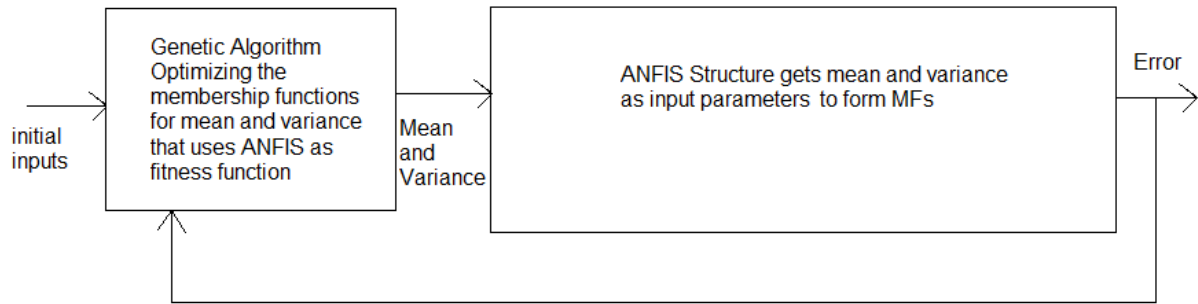 initial
inputs
Genetic Algorithm
Optimizing the
membership functions
for mean and variance
that uses ANFIS as
fitness function
Mean
and
Variance
ANFIS Structure gets mean and variance
as input parameters to form MFs
Error